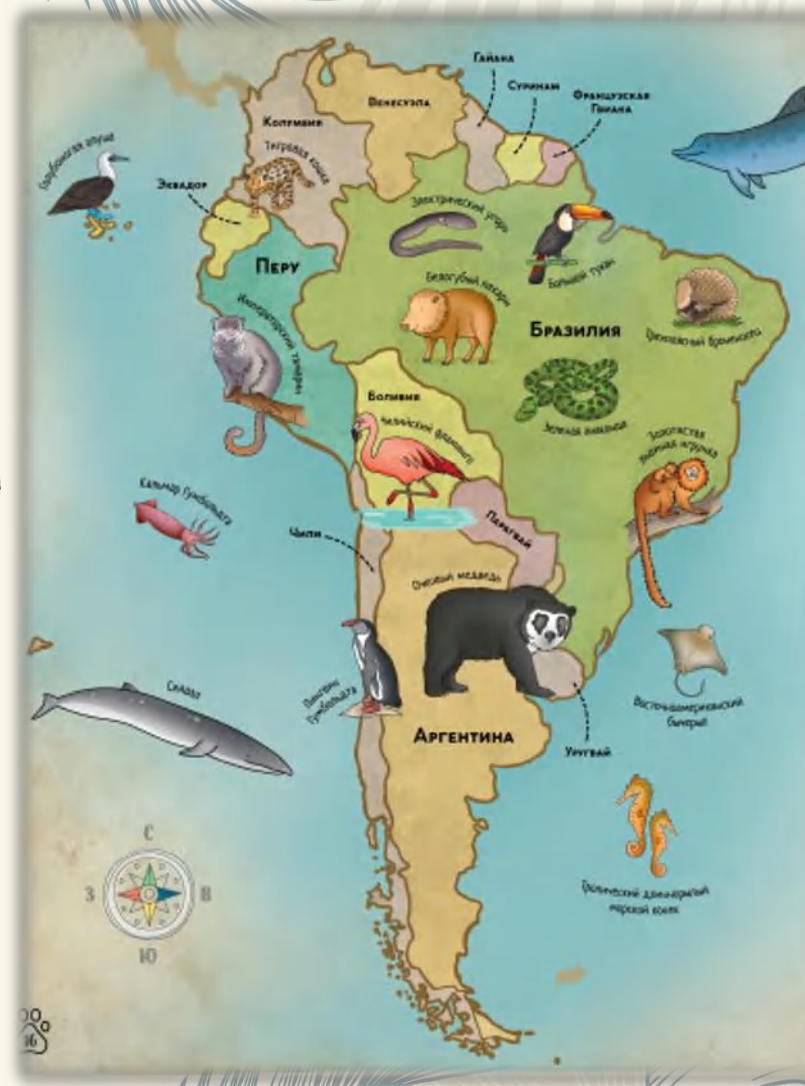 Гайана
Суринам
Французская
Гвиана
Венесуэла
Колумбия
Тигровая кошка
Голубоногая олуша
Эквадор
Электрический угорь
Большой тукан
Перу
Белогубый пекари
Бразилия
Трехпоясный броненосец
Императорский тамарин
Боливия
Чилийский фламинго
Зеленая анаконда
Золотистая
львиная игрунка
Кальмар Гумбольдта
Парагвай
Чили
Очковый медведь
Сейвал
Пингвин
Гумбольдта
Восточноамериканский
бычерыл
Аргентина
Уругвай
С
З
В
Ю
Тропический длиннорылый
морской конек
16